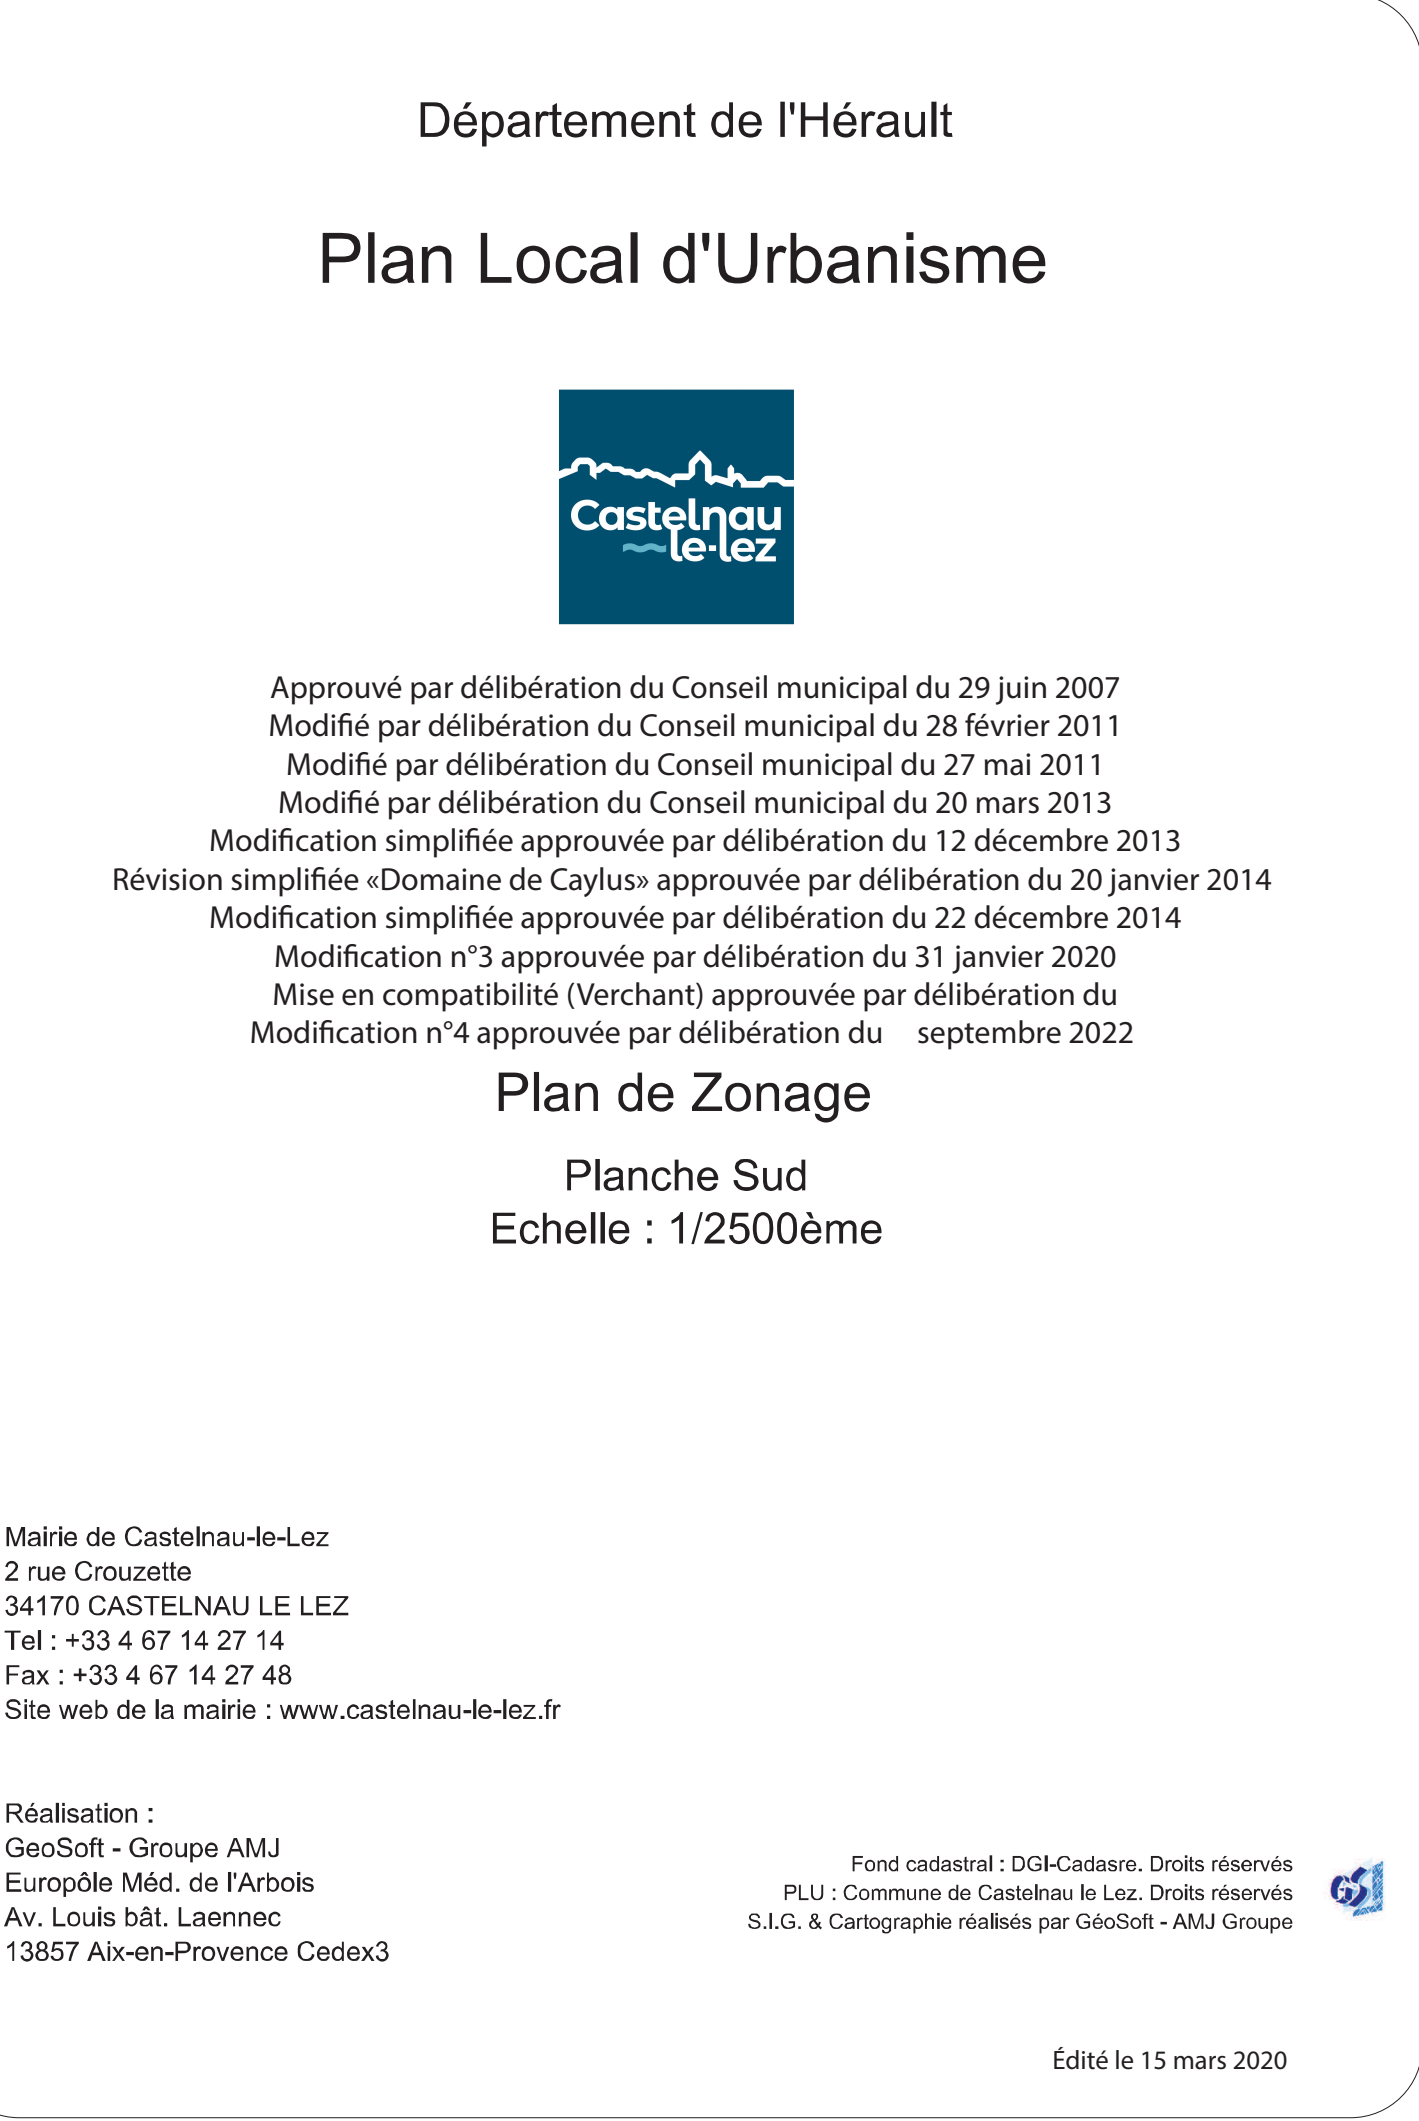 Département de l'Hérault
Plan Local d'Urbanisme
Castelnau
le-lez
Approuvé par délibération du Conseil municipal du 29 juin 2007
Modifié par délibération du Conseil municipal du 28 février 2011
Modifié par délibération du Conseil municipal du 27 mai 2011
Modifié par délibération du Conseil municipal du 20 mars 2013
Modification simplifiée approuvée par délibération du 12 décembre 2013
Révision simplifiée «Domaine de Caylus» approuvée par délibération du 20 janvier 2014
Modification simplifiée approuvée par délibération du 22 décembre 2014
Modification n°3 approuvée par délibération du 31 janvier 2020
Mise en compatibilité (Verchant) approuvée par délibération du
Modification n°4 approuvée par délibération du septembre 2022
Plan de Zonage
Planche Sud
Echelle : 1/2500ème
Mairie de Castelnau-le-Lez
2 rue Crouzette
34170 CASTELNAU LE LEZ
Tel : +33 4 67 14 27 14
Fax : +33 4 67 14 27 48
Site web de la mairie : www.castelnau-le-lez.fr
Réalisation :
GeoSoft - Groupe AMJ
Europôle Méd. de l'Arbois
Av. Louis bât. Laennec
13857 Aix-en-Provence Cedex3
Fond cadastral : DGI-Cadasre. Droits réservés
PLU : Commune de Castelnau le Lez. Droits réservés
S.I.G. & Cartographie réalisés par GéoSoft - AMJ Groupe
Édité le 15 mars 2020